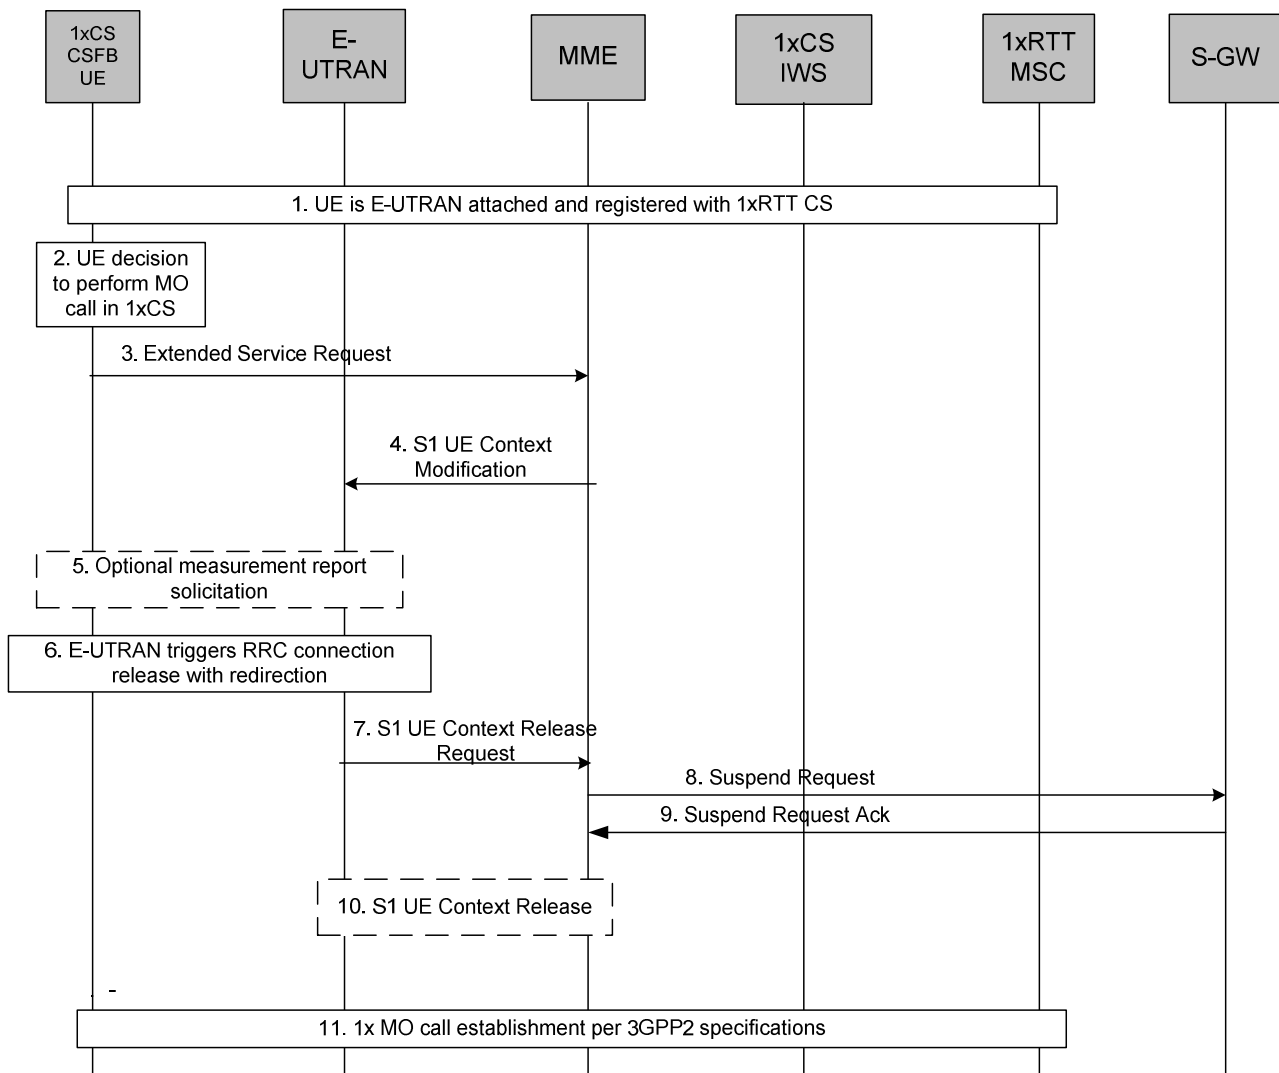 1xCS
CSFB
UE
E-
UTRAN
MME
1xCS
IWS
1xRTT
MSC
S-GW
1. UE is E-UTRAN attached and registered with 1xRTT CS
2. UE decision
to perform MO
call in 1xCS
3. Extended Service Request
4. S1 UE Context
Modification
5. Optional measurement report
solicitation
6. E-UTRAN triggers RRC connection
release with redirection
7. S1 UE Context Release
Request
8. Suspend Request
9. Suspend Request Ack
10. S1 UE Context Release
. -
11. 1x MO call establishment per 3GPP2 specifications